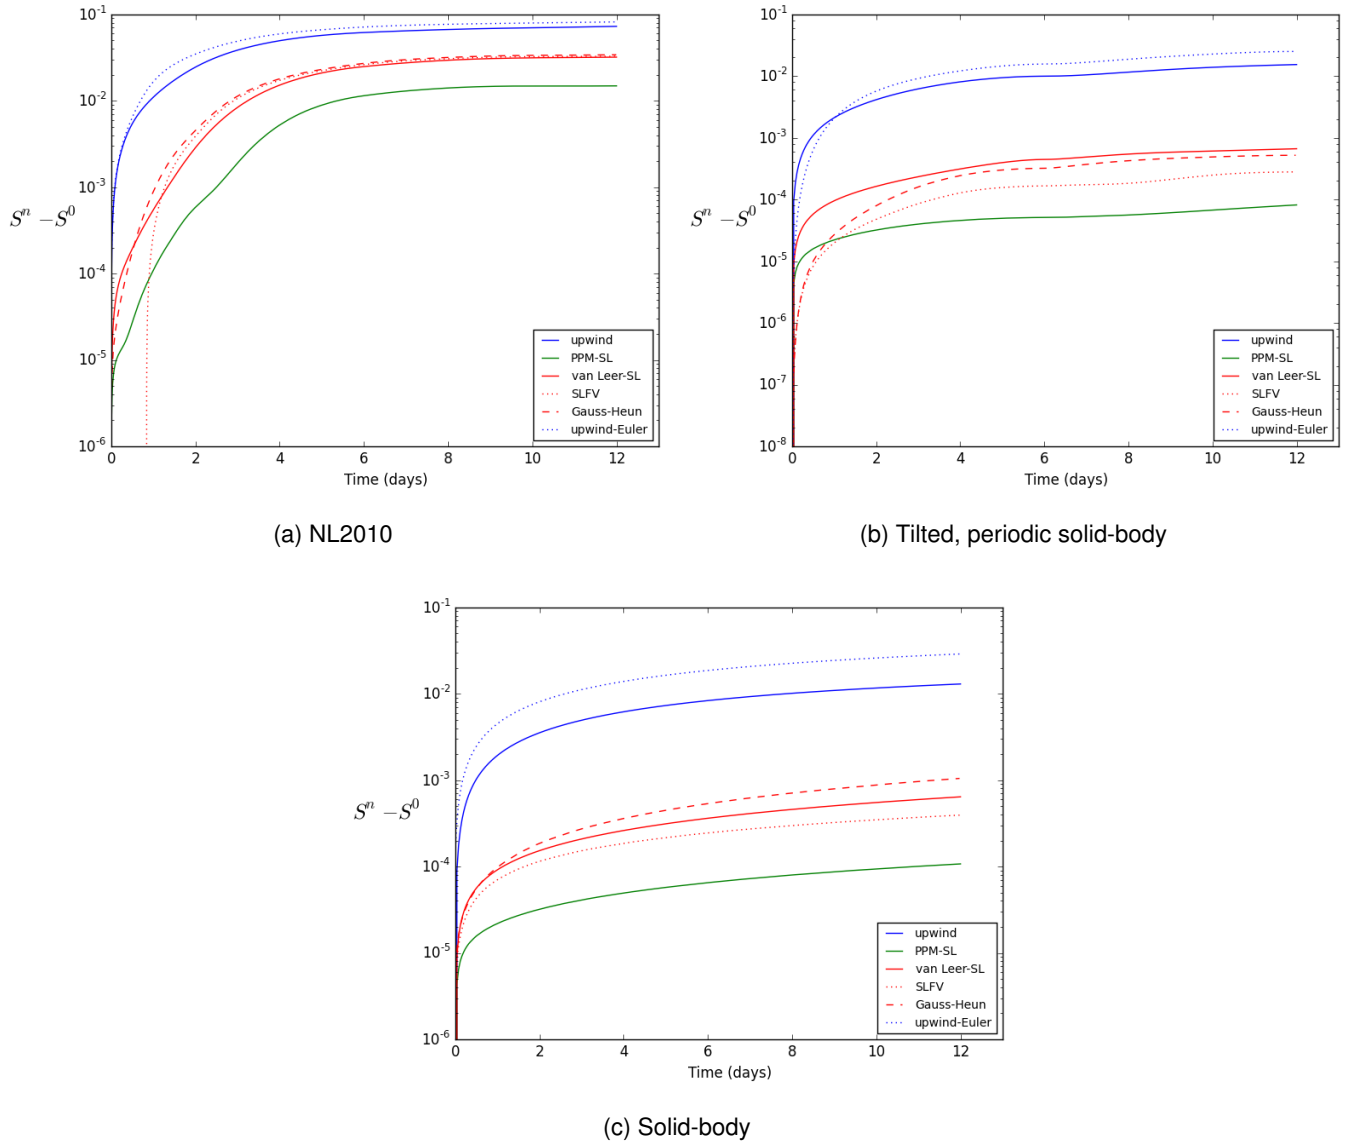 10^-1
10^-2
10^-3
S^n − S^0
10^-4
10^-5
10^-6
0 2 4 6 8 10 12
Time (days)
upwind
PPM-SL
van Leer-SL
SLFV
Gauss-Heun
upwind-Euler
(a) NL2010
10^-1
10^-2
10^-3
10^-4
S^n − S^0
10^-5
10^-6
10^-7
10^-8
0 2 4 6 8 10 12
Time (days)
upwind
PPM-SL
van Leer-SL
SLFV
Gauss-Heun
upwind-Euler
(b) Tilted, periodic solid-body
10^-1
10^-2
10^-3
S^n − S^0
10^-4
10^-5
10^-6
0 2 4 6 8 10 12
Time (days)
upwind
PPM-SL
van Leer-SL
SLFV
Gauss-Heun
upwind-Euler
(c) Solid-body